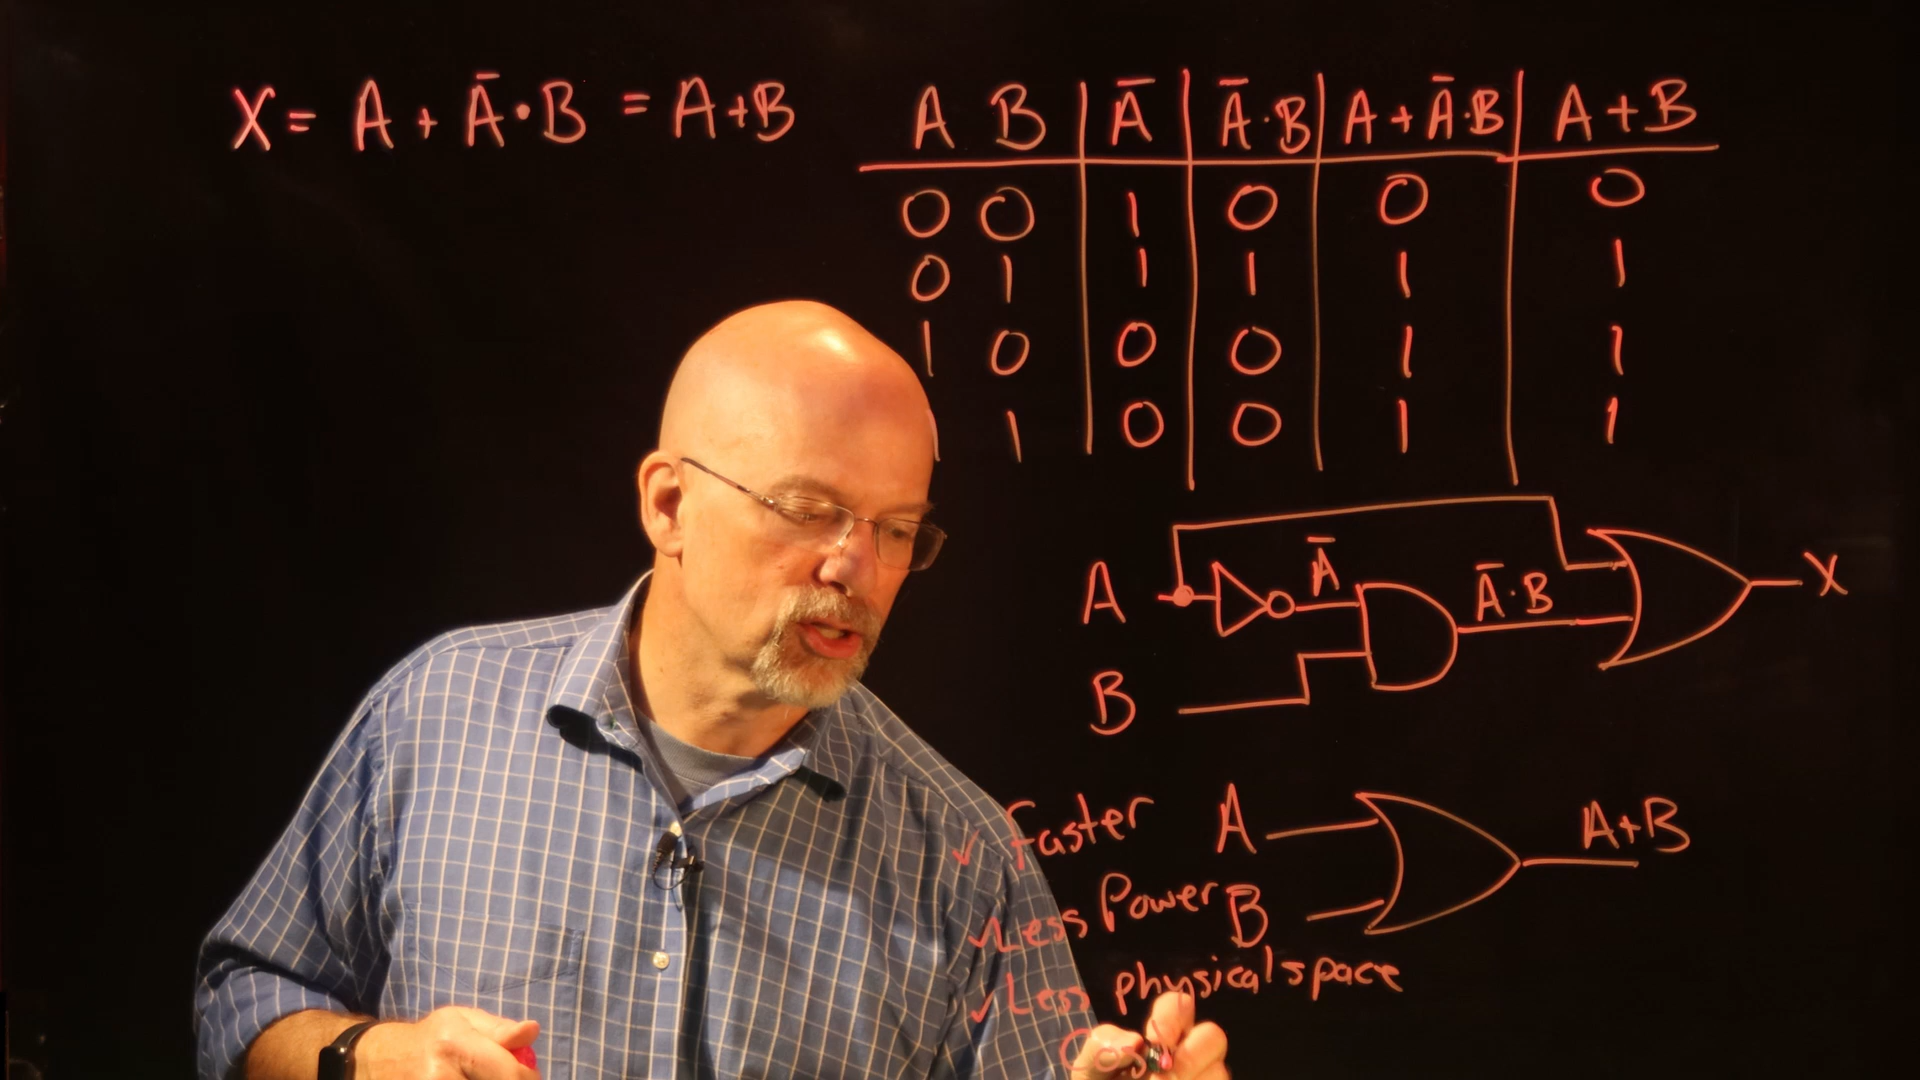 X = A + Ā·B = A+B
A B Ā Ā·B A+Ā·B A+B
0 0 1 0 0 0
0 1 1 1 1 1
1 0 0 0 1 1
1 1 0 0 1 1
A Ā Ā·B X
B
✓ Faster A A+B
✓ Less Power B
✓ Less physical space